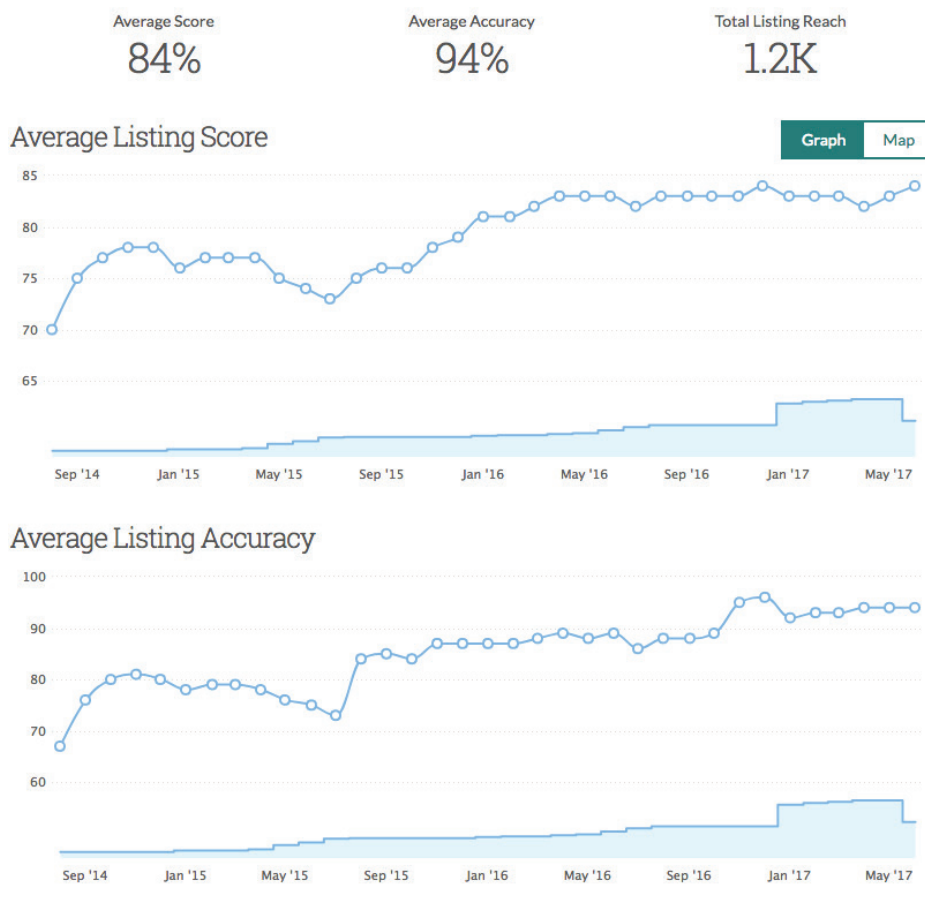 Average Score Average Accuracy Total Listing Reach
84% 94% 1.2K
Average Listing Score
Graph Map
85
80
75
70
65
Sep '14 Jan '15 May '15 Sep '15 Jan '16 May '16 Sep '16 Jan '17 May '17
Average Listing Accuracy
100
90
80
70
60
Sep '14 Jan '15 May '15 Sep '15 Jan '16 May '16 Sep '16 Jan '17 May '17